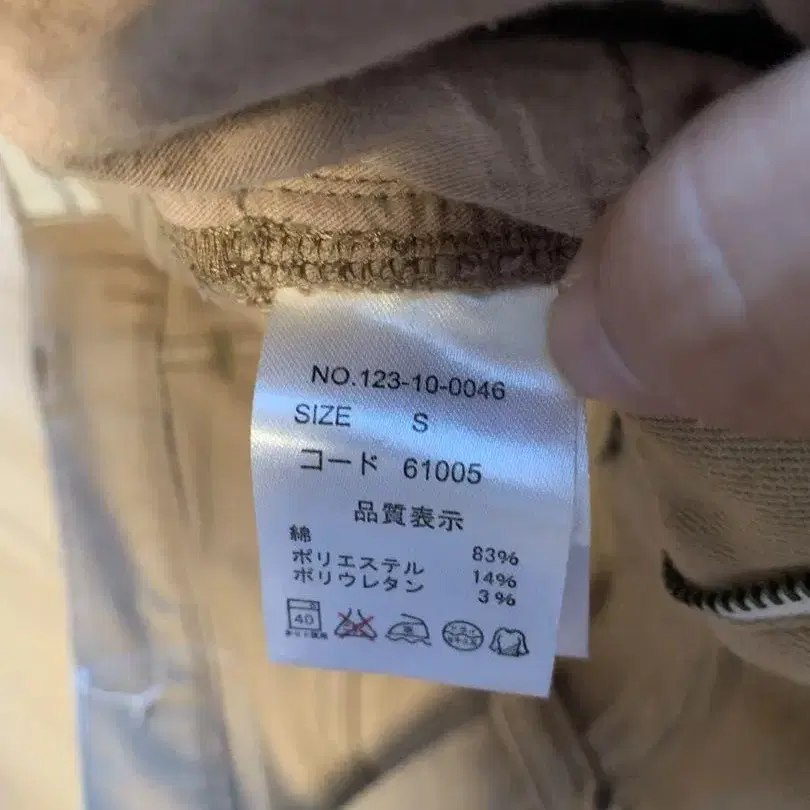 NO.123-10-0046
SIZE S
コード 61005
品質表示
綿 83%
ポリエステル 14%
ポリウレタン 3%
40